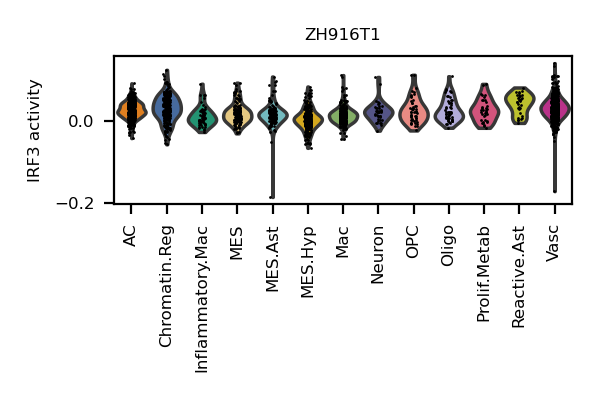 ZH916T1
IRF3 activity
0.0
−0.2
AC
Chromatin.Reg
Inflammatory.Mac
MES
MES.Ast
MES.Hyp
Mac
Neuron
OPC
Oligo
Prolif.Metab
Reactive.Ast
Vasc